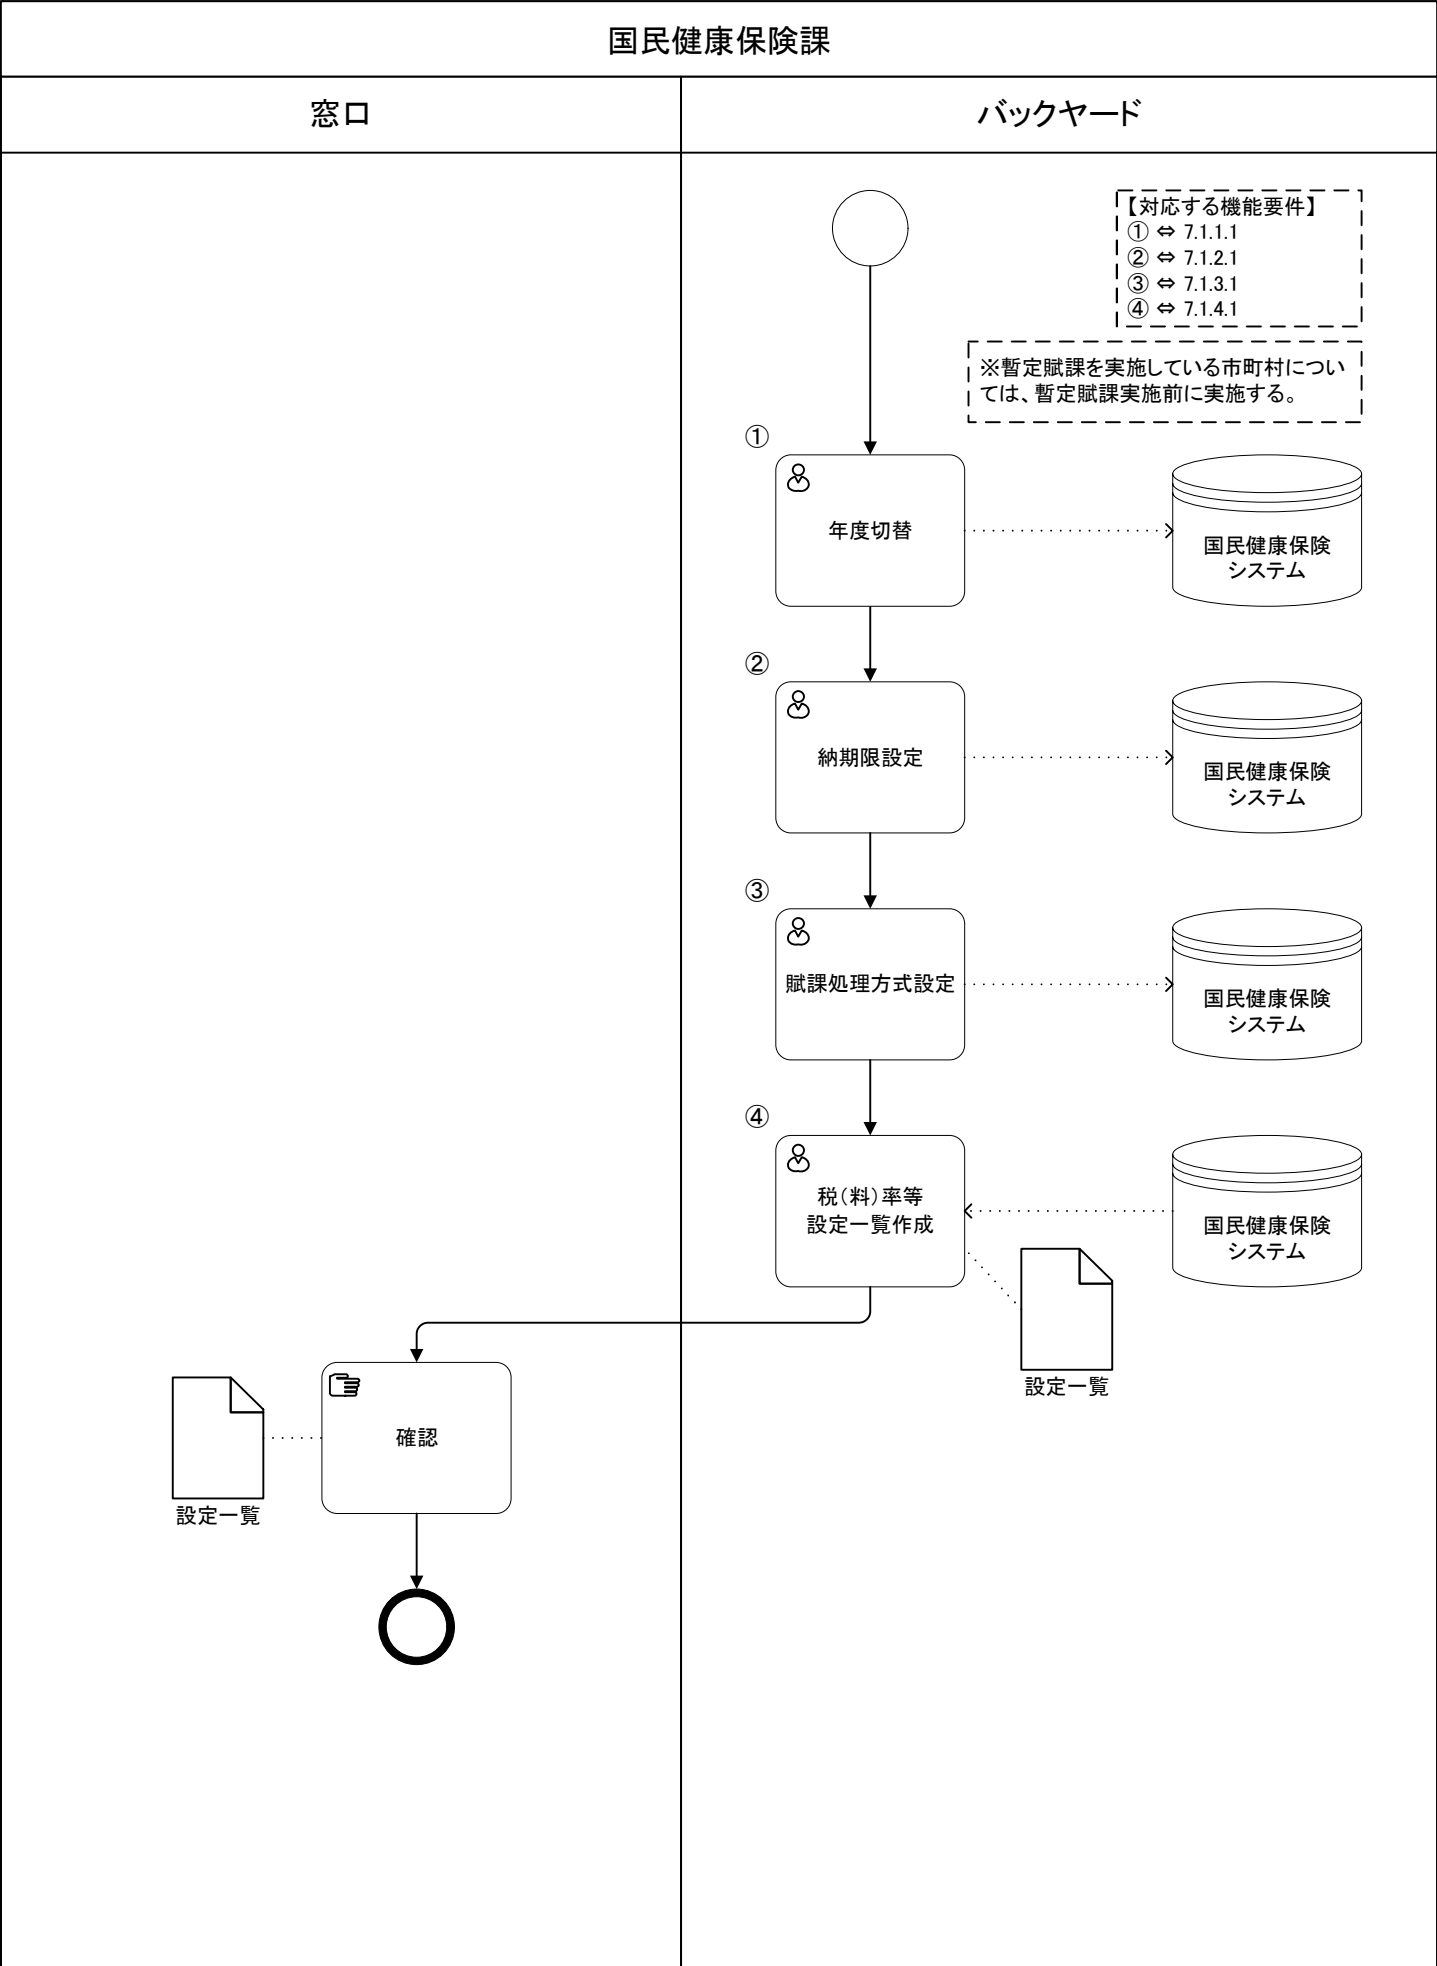 国民健康保険課
窓口
バックヤード
【対応する機能要件】
① ⇔ 7.1.1.1
② ⇔ 7.1.2.1
③ ⇔ 7.1.3.1
④ ⇔ 7.1.4.1
※暫定賦課を実施している市町村につい
ては、暫定賦課実施前に実施する。
①
年度切替
国民健康保険
システム
②
納期限設定
国民健康保険
システム
③
賦課処理方式設定
国民健康保険
システム
④
税(料)率等
設定一覧作成
国民健康保険
システム
設定一覧
確認
設定一覧